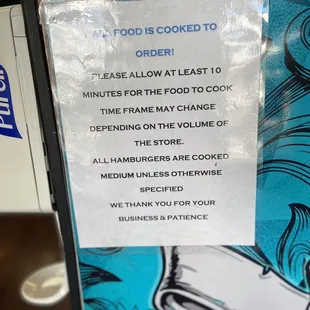 ALL FOOD IS COOKED TO
ORDER!
PLEASE ALLOW AT LEAST 10
MINUTES FOR THE FOOD TO COOK
TIME FRAME MAY CHANGE
DEPENDING ON THE VOLUME OF
THE STORE.
ALL HAMBURGERS ARE COOKED
MEDIUM UNLESS OTHERWISE
SPECIFIED
WE THANK YOU FOR YOUR
BUSINESS & PATIENCE
Purell